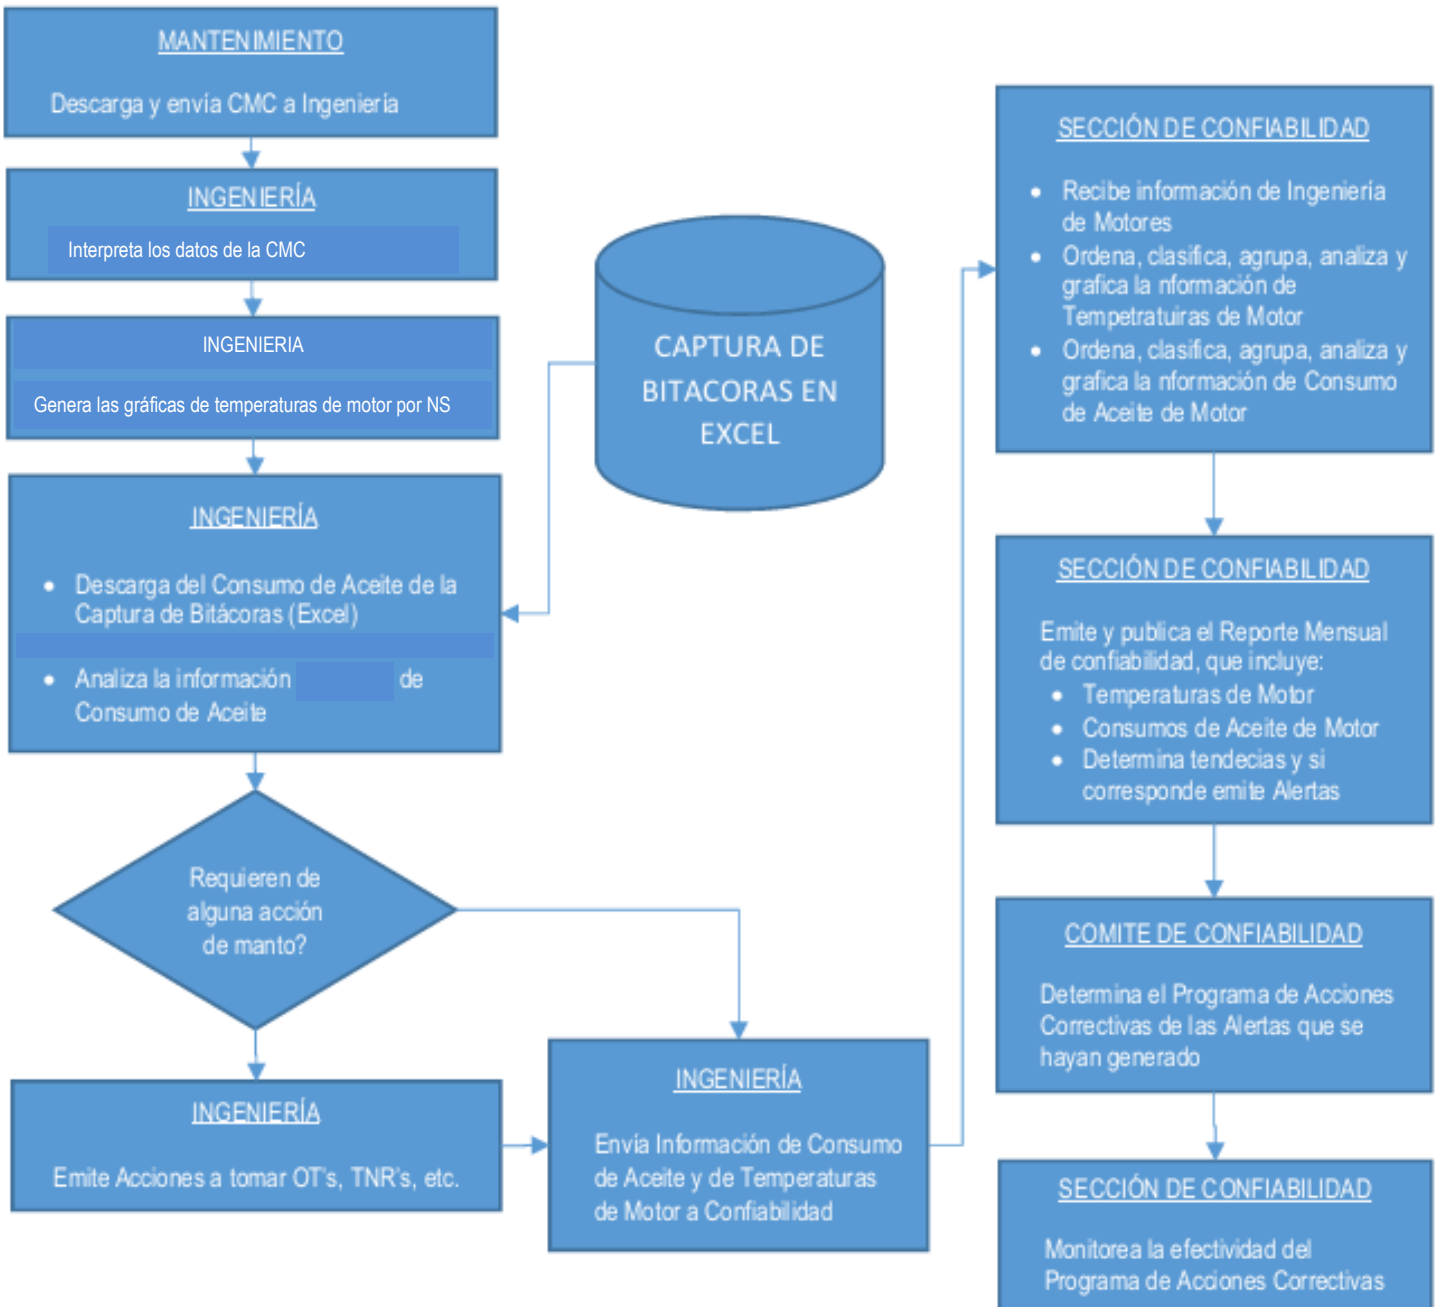 MANTENIMIENTO
Descarga y envía CMC a Ingeniería
INGENIERÍA
Interpreta los datos de la CMC
INGENIERIA
Genera las gráficas de temperaturas de motor por NS
INGENIERÍA
• Descarga del Consumo de Aceite de la
Captura de Bitácoras (Excel)
• Analiza la información de
Consumo de Aceite
CAPTURA DE
BITACORAS EN
EXCEL
Requieren de
alguna acción
de manto?
INGENIERÍA
Emite Acciones a tomar OT's, TNR's, etc.
INGENIERÍA
Envía Información de Consumo
de Aceite y de Temperaturas
de Motor a Confiabilidad
SECCIÓN DE CONFIABILIDAD
• Recibe información de Ingeniería
de Motores
• Ordena, clasifica, agrupa, analiza y
grafica la nformación de
Tempetratuiras de Motor
• Ordena, clasifica, agrupa, analiza y
grafica la nformación de Consumo
de Aceite de Motor
SECCIÓN DE CONFIABILIDAD
Emite y publica el Reporte Mensual
de confiabilidad, que incluye:
• Temperaturas de Motor
• Consumos de Aceite de Motor
• Determina tendecias y si
corresponde emite Alertas
COMITE DE CONFIABILIDAD
Determina el Programa de Acciones
Correctivas de las Alertas que se
hayan generado
SECCIÓN DE CONFIABILIDAD
Monitorea la efectividad del
Programa de Acciones Correctivas